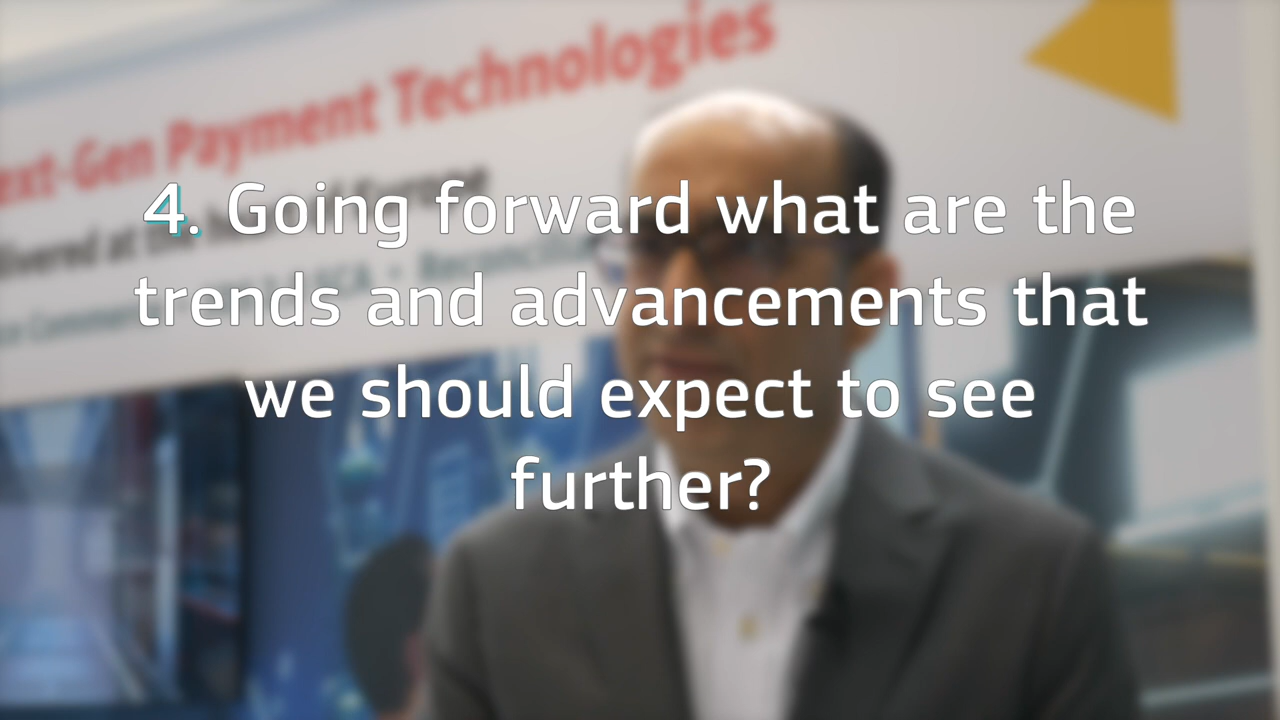 ext-Gen Payment Technologies
4. Going forward what are the
trends and advancements that
we should expect to see
further?